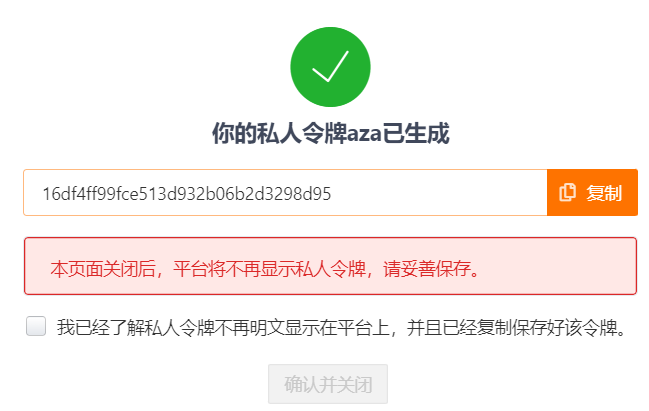 你的私人令牌aza已生成
16df4ff99fce513d932b06b2d3298d95
复制
本页面关闭后，平台将不再显示私人令牌，请妥善保存。
我已经了解私人令牌不再明文显示在平台上，并且已经复制保存好该令牌。
确认并关闭